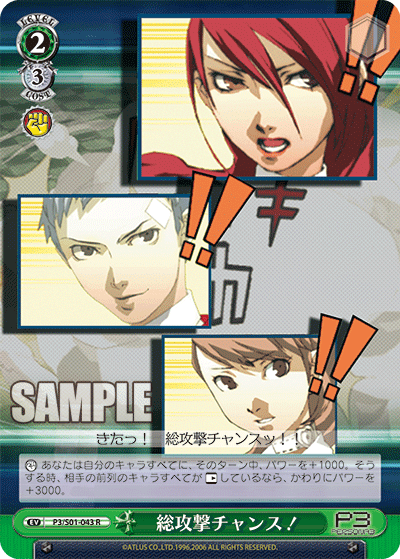 LEVEL
2
3
COST
!!
!!
キ
カ
!!
SAMPLE
きたっ！　総攻撃チャンスッ！！
EV
あなたは自分のキャラすべてに、そのターン中、パワーを+1000。そうする時、相手の前列のキャラすべてが しているなら、かわりにパワーを+3000。
P3/S01-043 R
総攻撃チャンス！
P3
PERSONA3
©ATLUS CO.,LTD.1996,2006 ALL RIGHTS RESERVED.